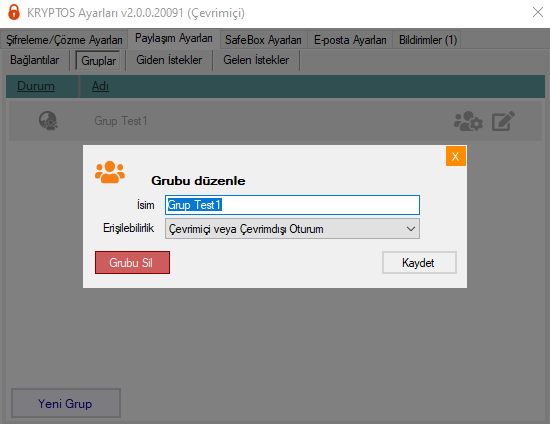 KRYPTOS Ayarları v2.0.0.20091 (Çevrimiçi)
Şifreleme/Çözme Ayarları Paylaşım Ayarları SafeBox Ayarları E-posta Ayarları Bildirimler (1)
Bağlantılar Gruplar Giden İstekler Gelen İstekler
Durum Adı
Grup Test1
X
Grubu düzenle
İsim Grup Test1
Erişilebilirlik Çevrimiçi veya Çevrimdışı Oturum
Grubu Sil Kaydet
Yeni Grup